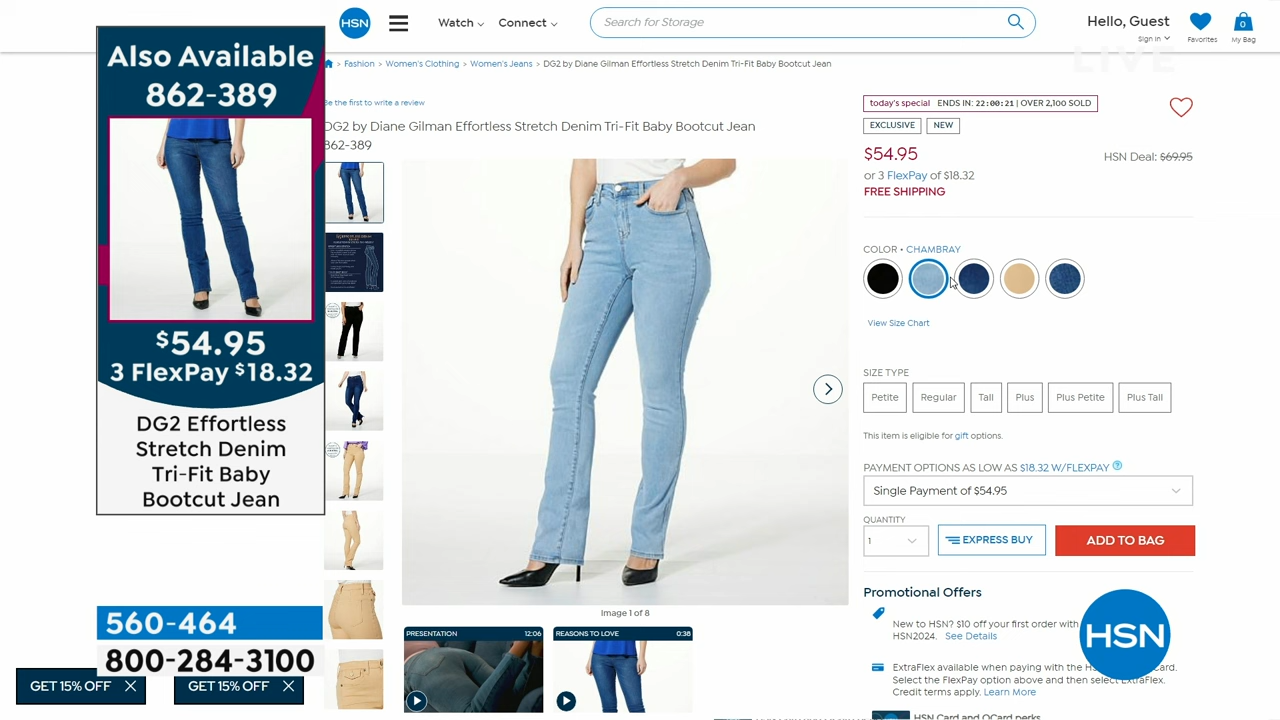 Also Available
862-389
$54.95
3 FlexPay $18.32
DG2 Effortless
Stretch Denim
Tri-Fit Baby
Bootcut Jean
560-464
800-284-3100
GET 15% OFF
GET 15% OFF
HSN
Watch
Connect
Search for Storage
Hello, Guest
Sign in
Favorites
0
My Bag
LIVE
> Fashion > Women's Clothing > Women's Jeans > DG2 by Diane Gilman Effortless Stretch Denim Tri-Fit Baby Bootcut Jean
Be the first to write a review
DG2 by Diane Gilman Effortless Stretch Denim Tri-Fit Baby Bootcut Jean
862-389
Image 1 of 8
PRESENTATION 12:06
REASONS TO LOVE 0:38
today's special ENDS IN: 22:00:21 | OVER 2,100 SOLD
EXCLUSIVE
NEW
$54.95
HSN Deal: $69.95
or 3 FlexPay of $18.32
FREE SHIPPING
COLOR • CHAMBRAY
View Size Chart
SIZE TYPE
Petite
Regular
Tall
Plus
Plus Petite
Plus Tall
This item is eligible for gift options.
PAYMENT OPTIONS AS LOW AS $18.32 W/FLEXPAY ?
Single Payment of $54.95
QUANTITY
1
EXPRESS BUY
ADD TO BAG
Promotional Offers
New to HSN? $10 off your first order with
HSN2024. See Details
ExtraFlex available when paying with the card.
Select the FlexPay option above and then select ExtraFlex.
Credit terms apply. Learn More
HSN Card and QCard perks
HSN